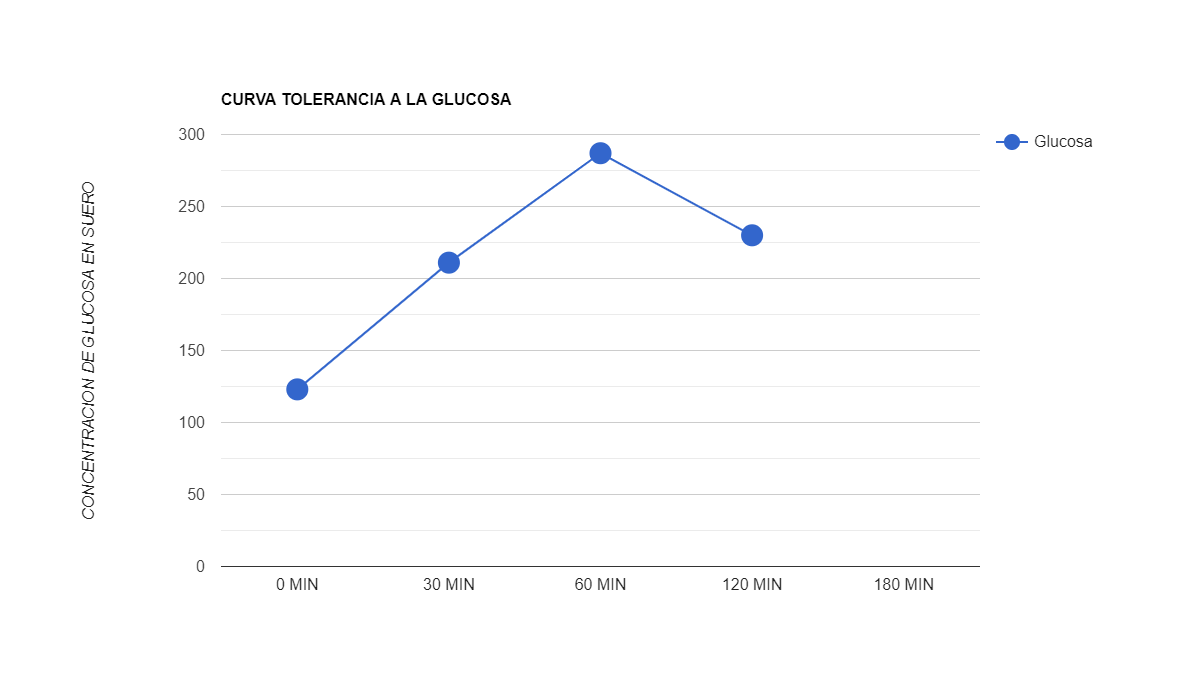 CURVA TOLERANCIA A LA GLUCOSA
300
250
200
150
100
50
0
CONCENTRACION DE GLUCOSA EN SUERO
0 MIN
30 MIN
60 MIN
120 MIN
180 MIN
Glucosa